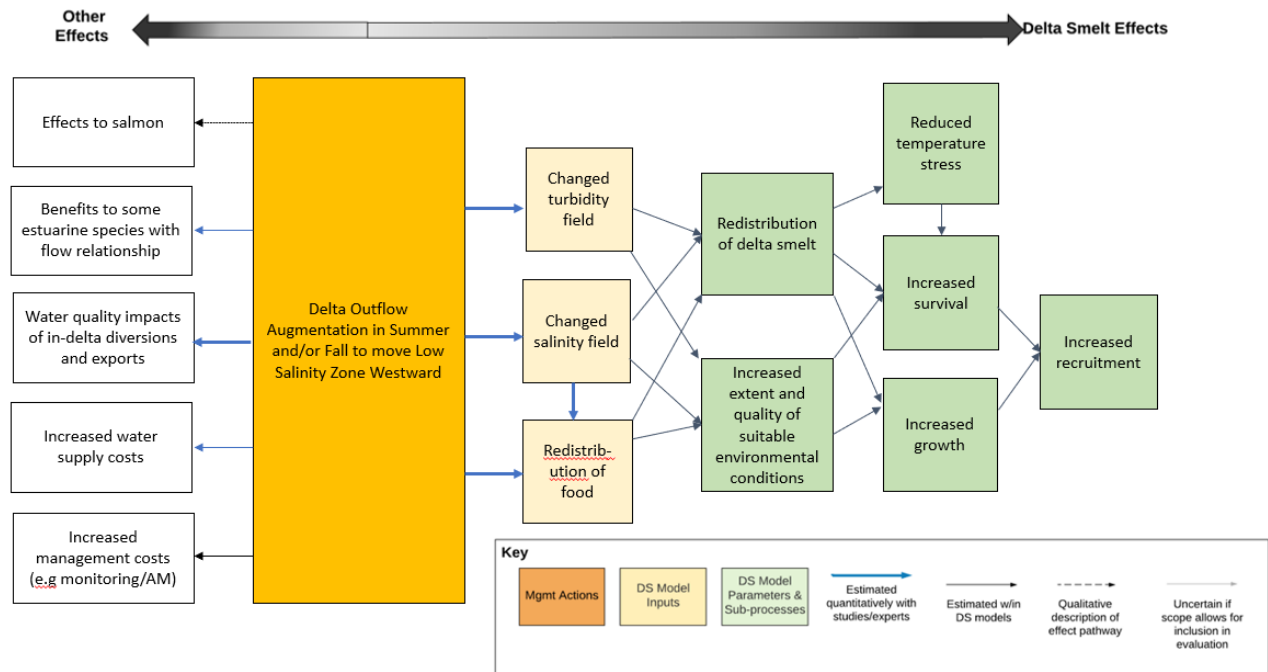 Other
Effects
Delta Smelt Effects
Effects to salmon
Benefits to some
estuarine species with
flow relationship
Water quality impacts
of in-delta diversions
and exports
Increased water
supply costs
Increased
management costs
(e.g monitoring/AM)
Delta Outflow
Augmentation in Summer
and/or Fall to move Low
Salinity Zone Westward
Changed
turbidity
field
Changed
salinity field
Redistrib-
ution of
food
Redistribution
of delta smelt
Increased
extent and
quality of
suitable
environmental
conditions
Reduced
temperature
stress
Increased
survival
Increased
growth
Increased
recruitment
Key
Mgmt Actions
DS Model
Inputs
DS Model
Parameters &
Sub-processes
Estimated
quantitatively with
studies/experts
Estimated w/in
DS models
Qualitative
description of
effect pathway
Uncertain if
scope allows for
inclusion in
evaluation